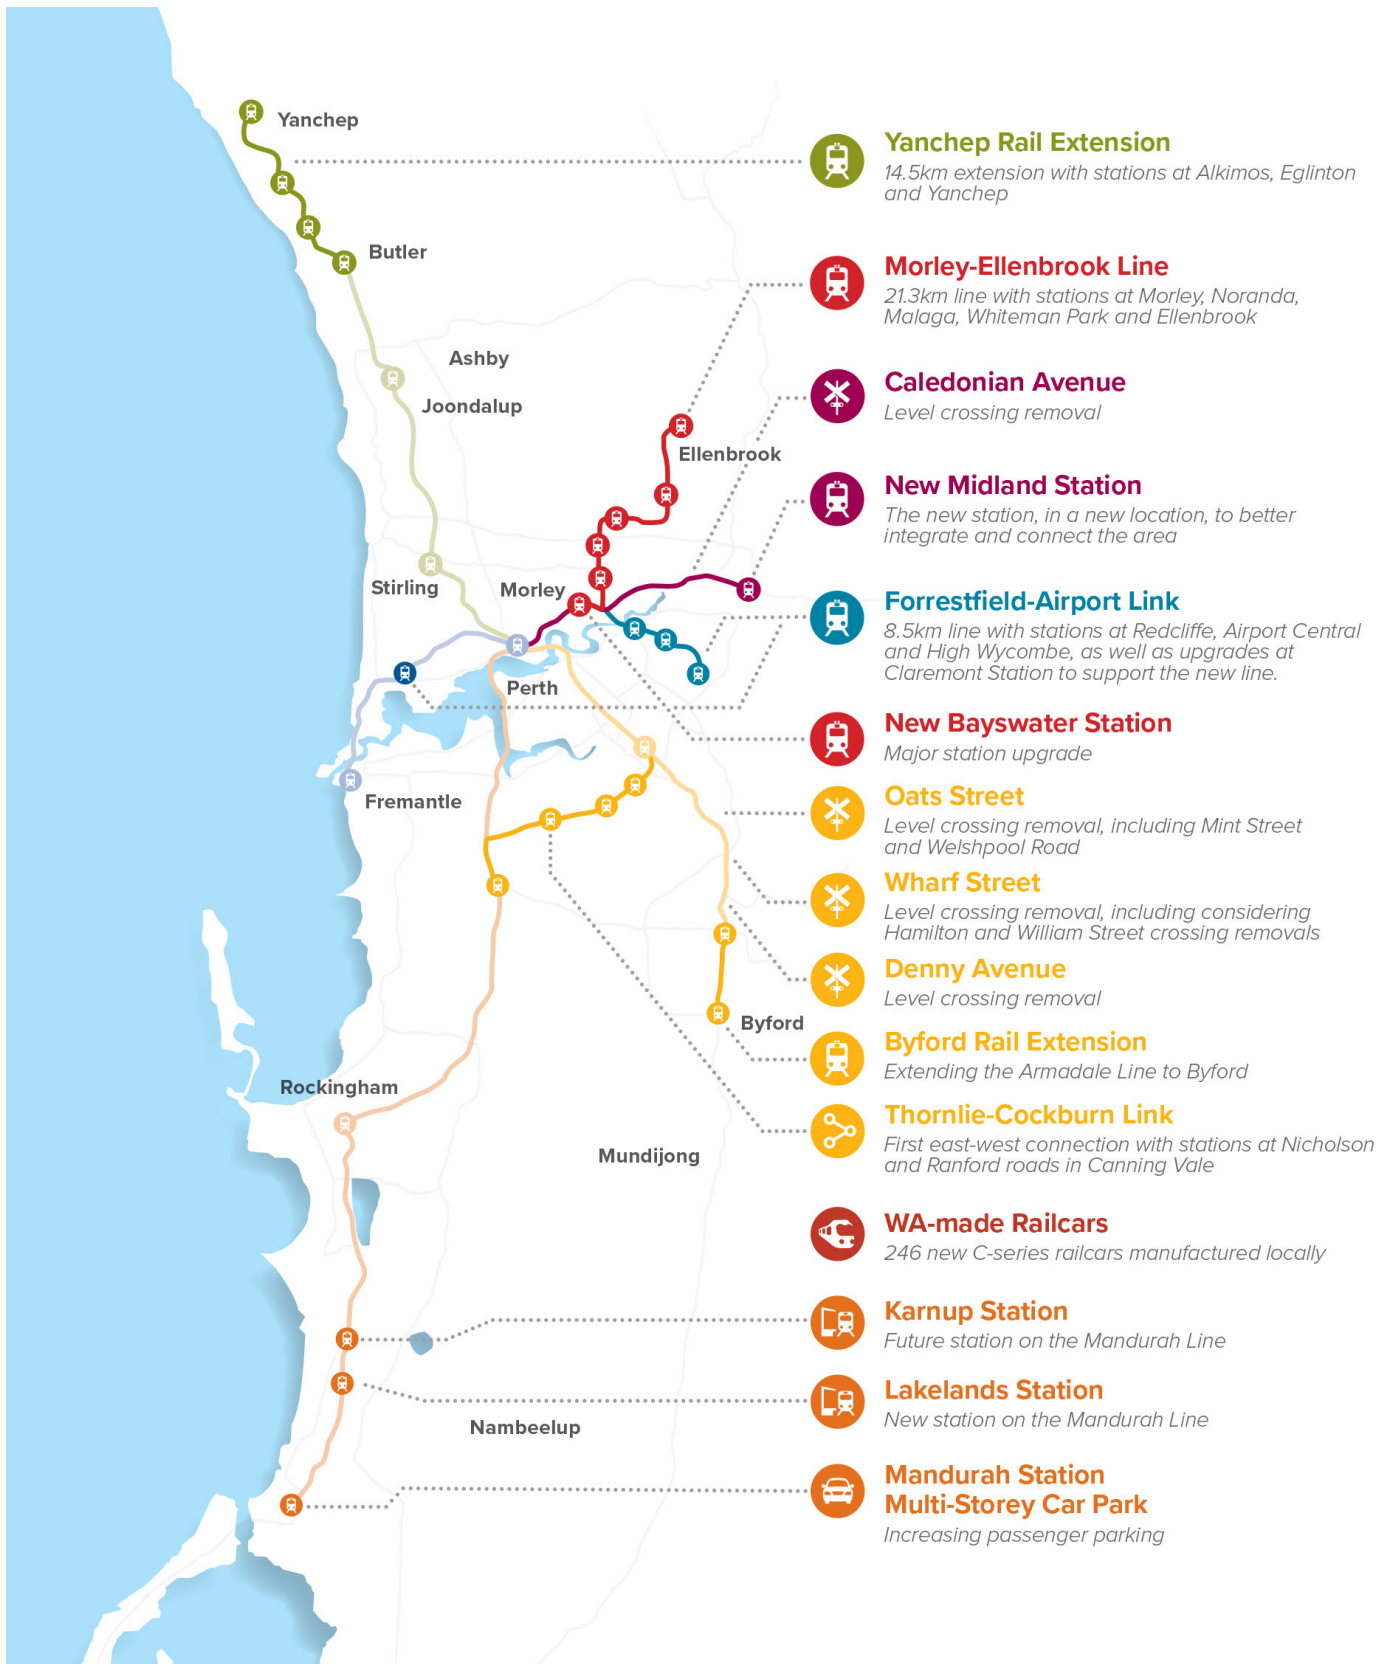 Yanchep
Butler
Ashby
Joondalup
Ellenbrook
Stirling
Morley
Perth
Fremantle
Byford
Rockingham
Mundijong
Nambeelup
Yanchep Rail Extension
14.5km extension with stations at Alkimos, Eglinton
and Yanchep
Morley-Ellenbrook Line
21.3km line with stations at Morley, Noranda,
Malaga, Whiteman Park and Ellenbrook
Caledonian Avenue
Level crossing removal
New Midland Station
The new station, in a new location, to better
integrate and connect the area
Forrestfield-Airport Link
8.5km line with stations at Redcliffe, Airport Central
and High Wycombe, as well as upgrades at
Claremont Station to support the new line.
New Bayswater Station
Major station upgrade
Oats Street
Level crossing removal, including Mint Street
and Welshpool Road
Wharf Street
Level crossing removal, including considering
Hamilton and William Street crossing removals
Denny Avenue
Level crossing removal
Byford Rail Extension
Extending the Armadale Line to Byford
Thornlie-Cockburn Link
First east-west connection with stations at Nicholson
and Ranford roads in Canning Vale
WA-made Railcars
246 new C-series railcars manufactured locally
Karnup Station
Future station on the Mandurah Line
Lakelands Station
New station on the Mandurah Line
Mandurah Station
Multi-Storey Car Park
Increasing passenger parking